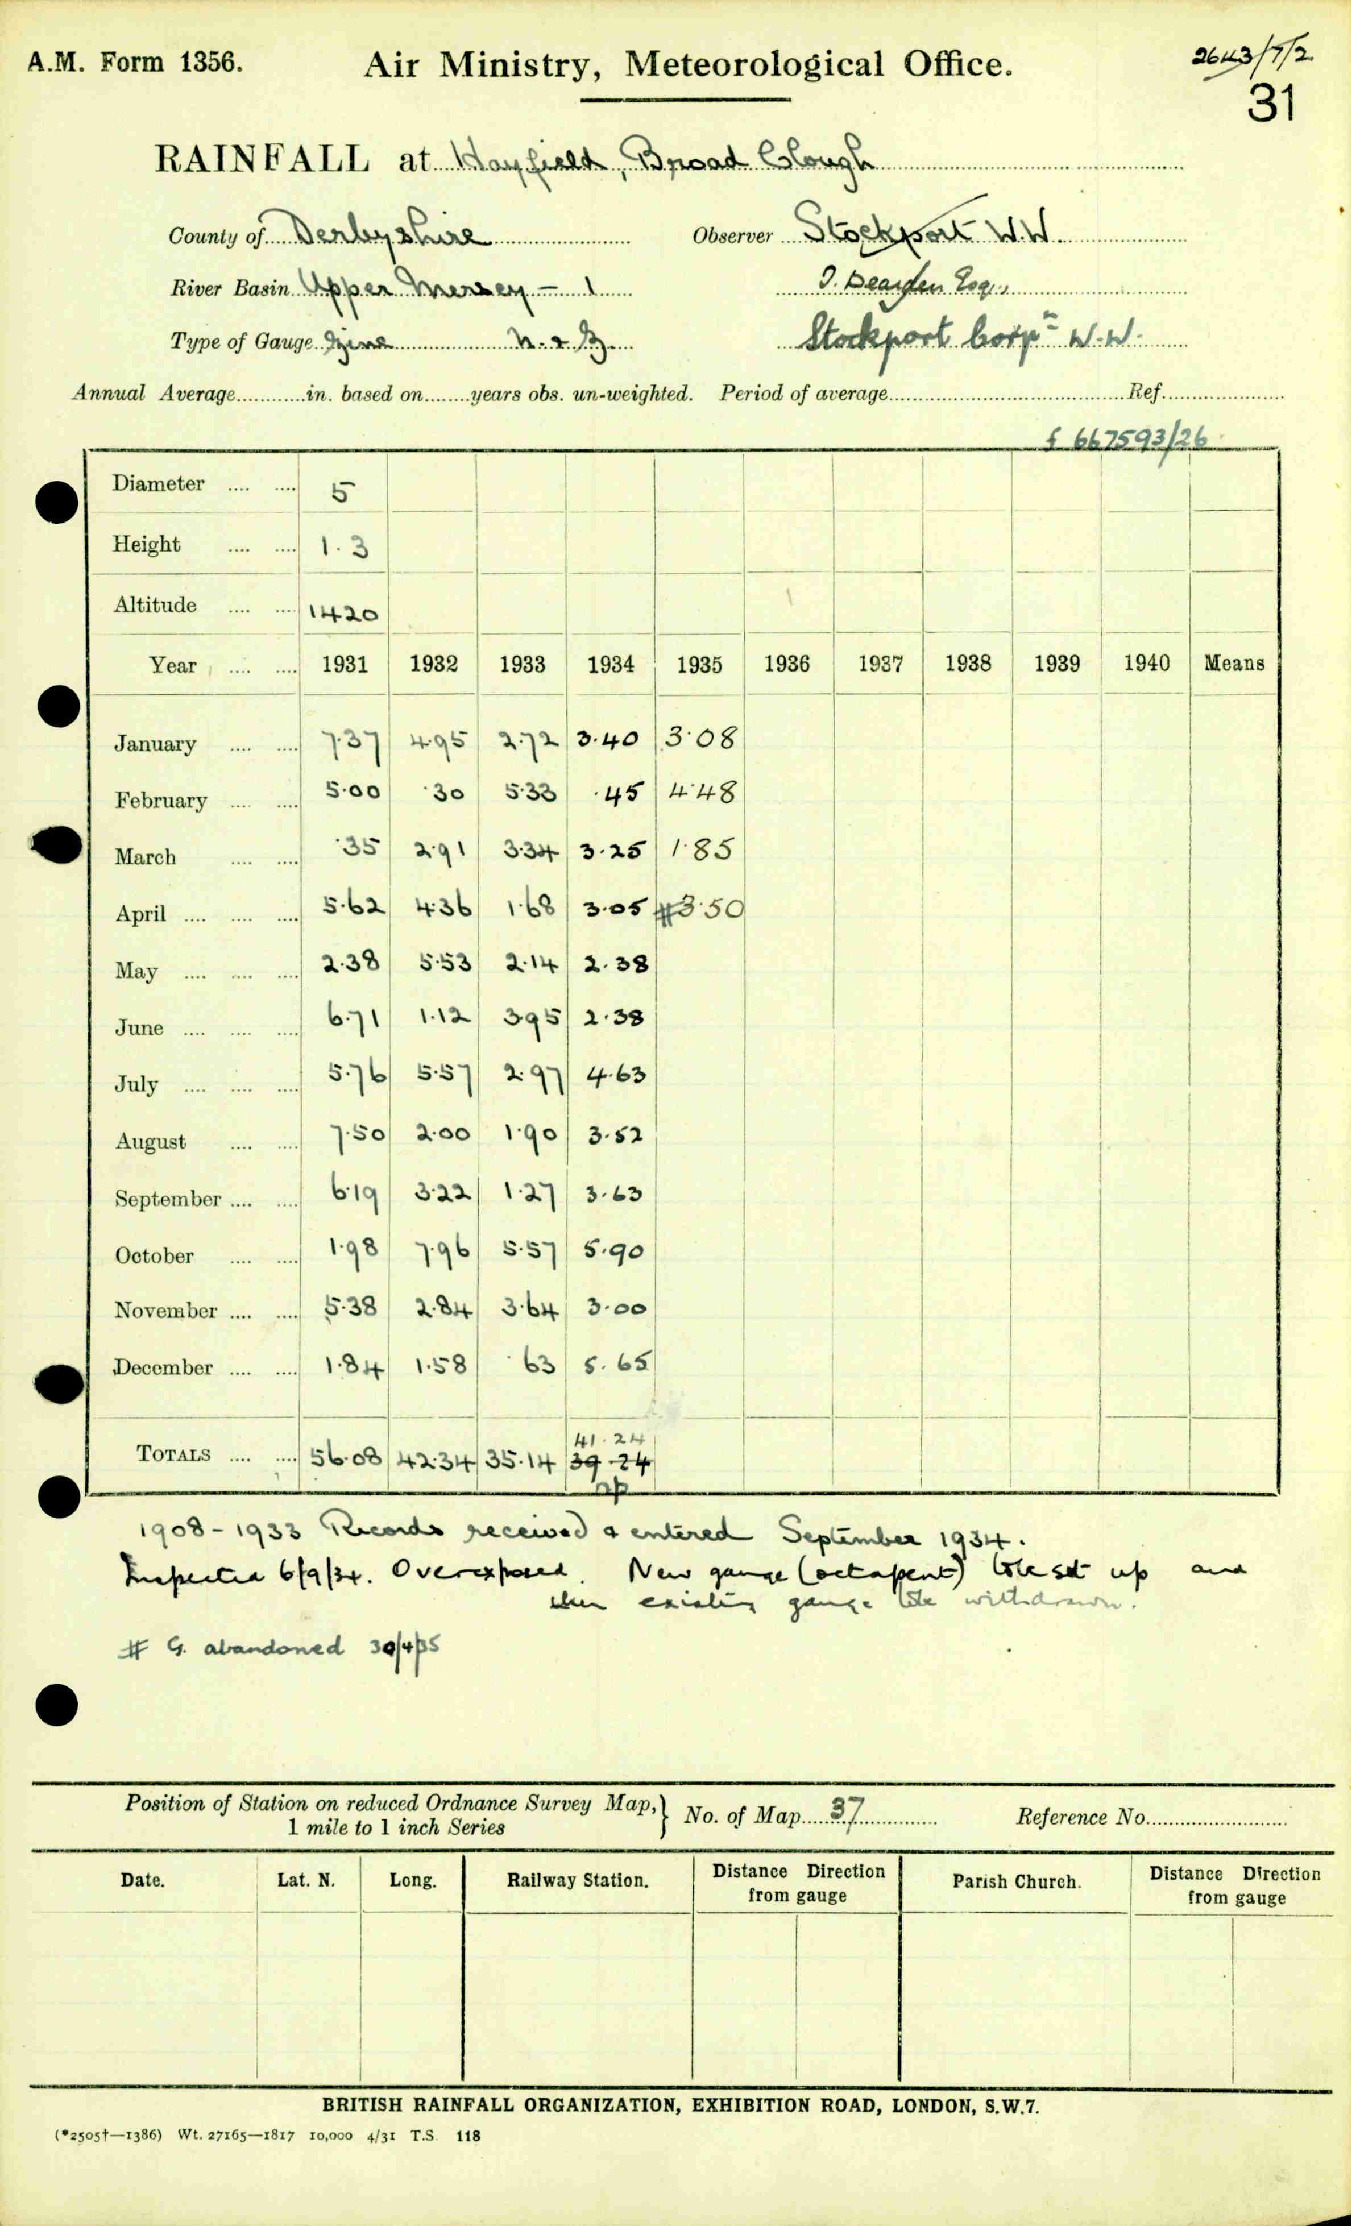 A.M. Form 1356. Air Ministry, Meteorological Office. 2643/7/2
31
RAINFALL at Hayfield, Broad Clough
County of Derbyshire Observer Stockport W.W.
River Basin Upper Mersey - 1 J. Dearden Esq.,
Type of Gauge Zinc N. & Z. Stockport Corpn W.W.
Annual Average in. based on years obs. un-weighted. Period of average Ref.
f 667593/26
Diameter 5
Height 1.3
Altitude 1420
Year 1931 1932 1933 1934 1935 1936 1937 1938 1939 1940 Means
January 7.37 4.95 2.72 3.40 3.08
February 5.00 .30 5.33 .45 4.48
March .35 2.91 3.34 3.25 1.85
April 5.62 4.36 1.68 3.05 #3.50
May 2.38 5.53 2.14 2.38
June 6.71 1.12 3.95 2.38
July 5.76 5.57 2.97 4.63
August 7.50 2.00 1.90 3.52
September 6.19 3.22 1.27 3.63
October 1.98 7.96 5.57 5.90
November 5.38 2.84 3.64 3.00
December 1.84 1.58 .63 5.65
41.24
TOTALS 56.08 42.34 35.14 39.24
1908-1933 Records received & entered September 1934.
Inspected 6/9/34. Overexposed. New gauge (octapent) to be set up and
then existing gauge to be withdrawn.
# G. abandoned 30/4/35
Position of Station on reduced Ordnance Survey Map, } No. of Map 37 Reference No.
1 mile to 1 inch Series
Date. Lat. N. Long. Railway Station. Distance Direction from gauge Parish Church. Distance Direction from gauge
BRITISH RAINFALL ORGANIZATION, EXHIBITION ROAD, LONDON, S.W.7.
(*2505†—1386) Wt. 27165—1817 10,000 4/31 T.S. 118